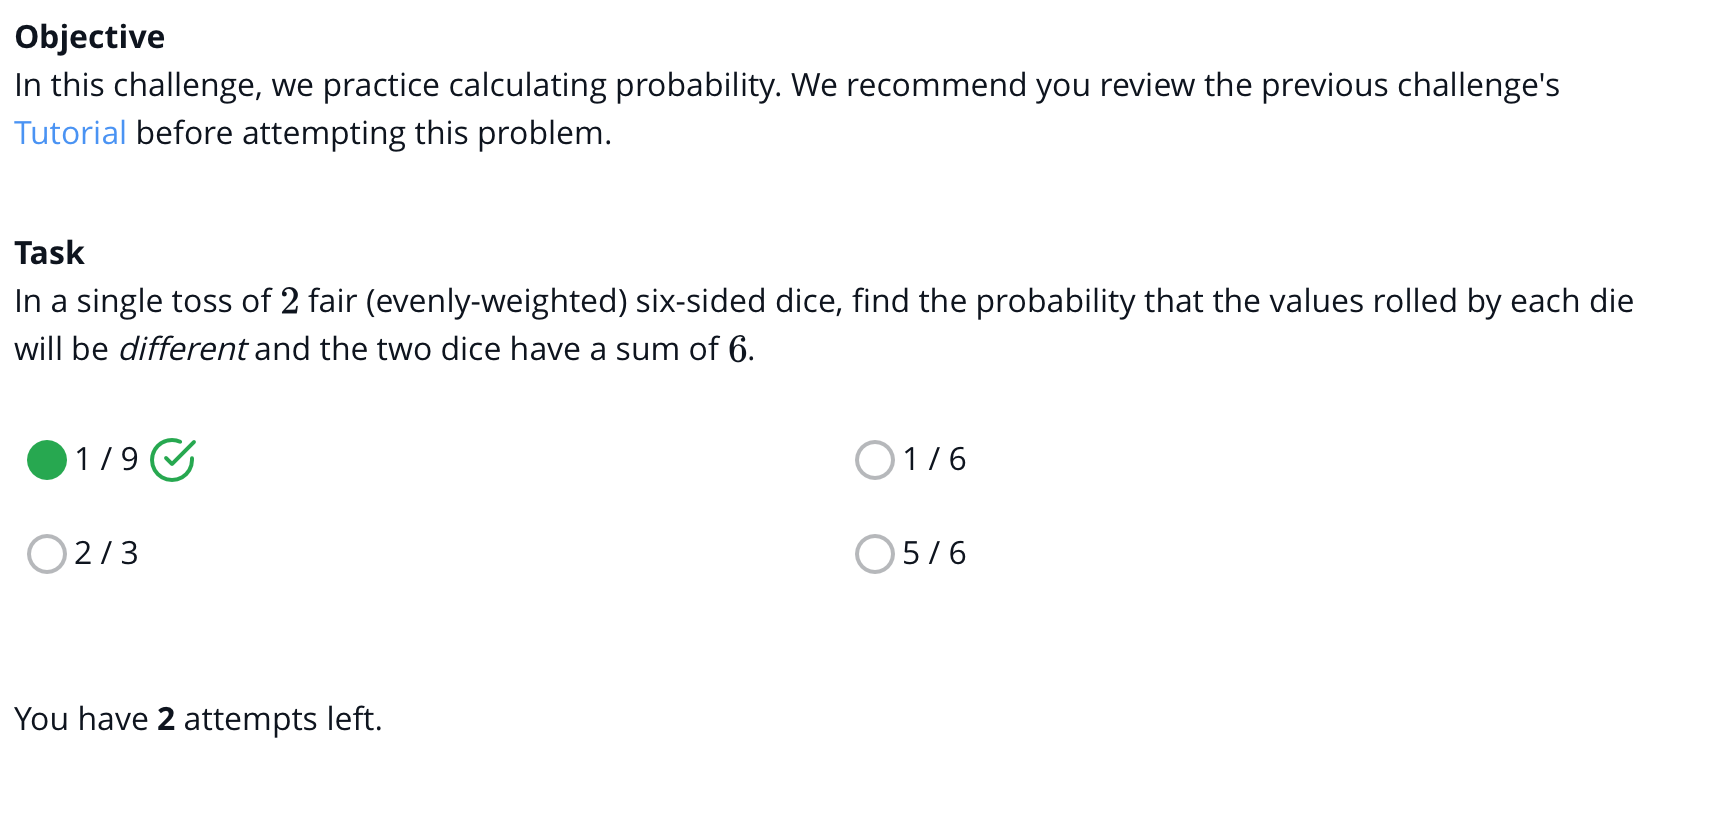 Objective
In this challenge, we practice calculating probability. We recommend you review the previous challenge's
Tutorial before attempting this problem.
Task
In a single toss of 2 fair (evenly-weighted) six-sided dice, find the probability that the values rolled by each die
will be different and the two dice have a sum of 6.
1 / 9
1 / 6
2 / 3
5 / 6
You have 2 attempts left.